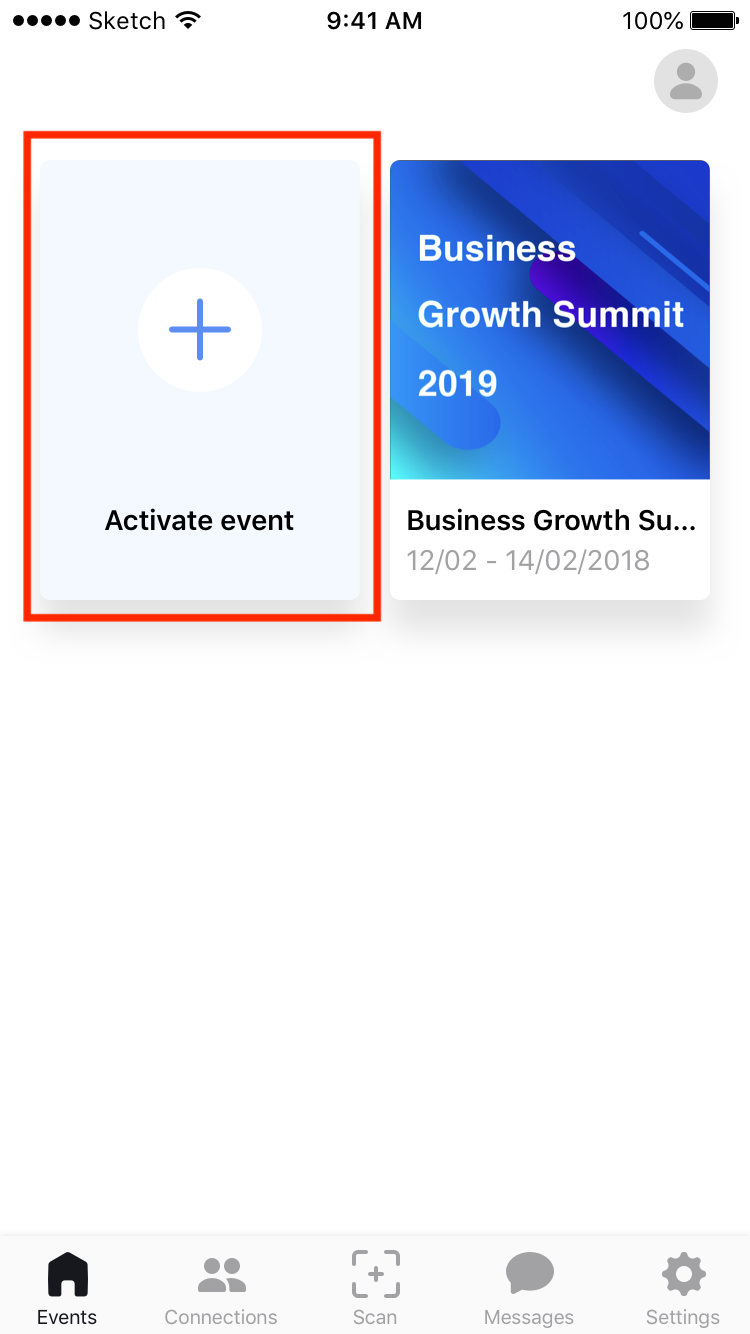 Sketch 9:41 AM 100%
Business
Growth Summit
2019
Activate event
Business Growth Su...
12/02 - 14/02/2018
Events Connections Scan Messages Settings